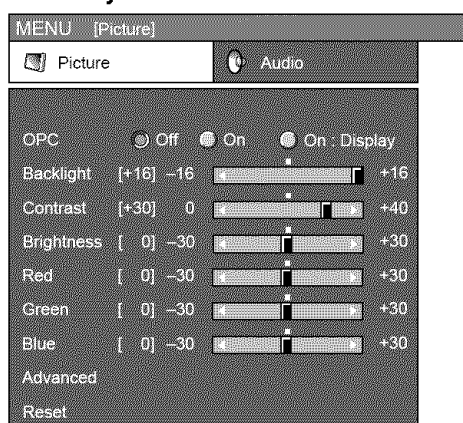 MENU [Picture]
Picture Audio
OPC Off On On : Display
Backlight [+16] –16 +16
Contrast [+30] 0 +40
Brightness [ 0] –30 +30
Red [ 0] –30 +30
Green [ 0] –30 +30
Blue [ 0] –30 +30
Advanced
Reset